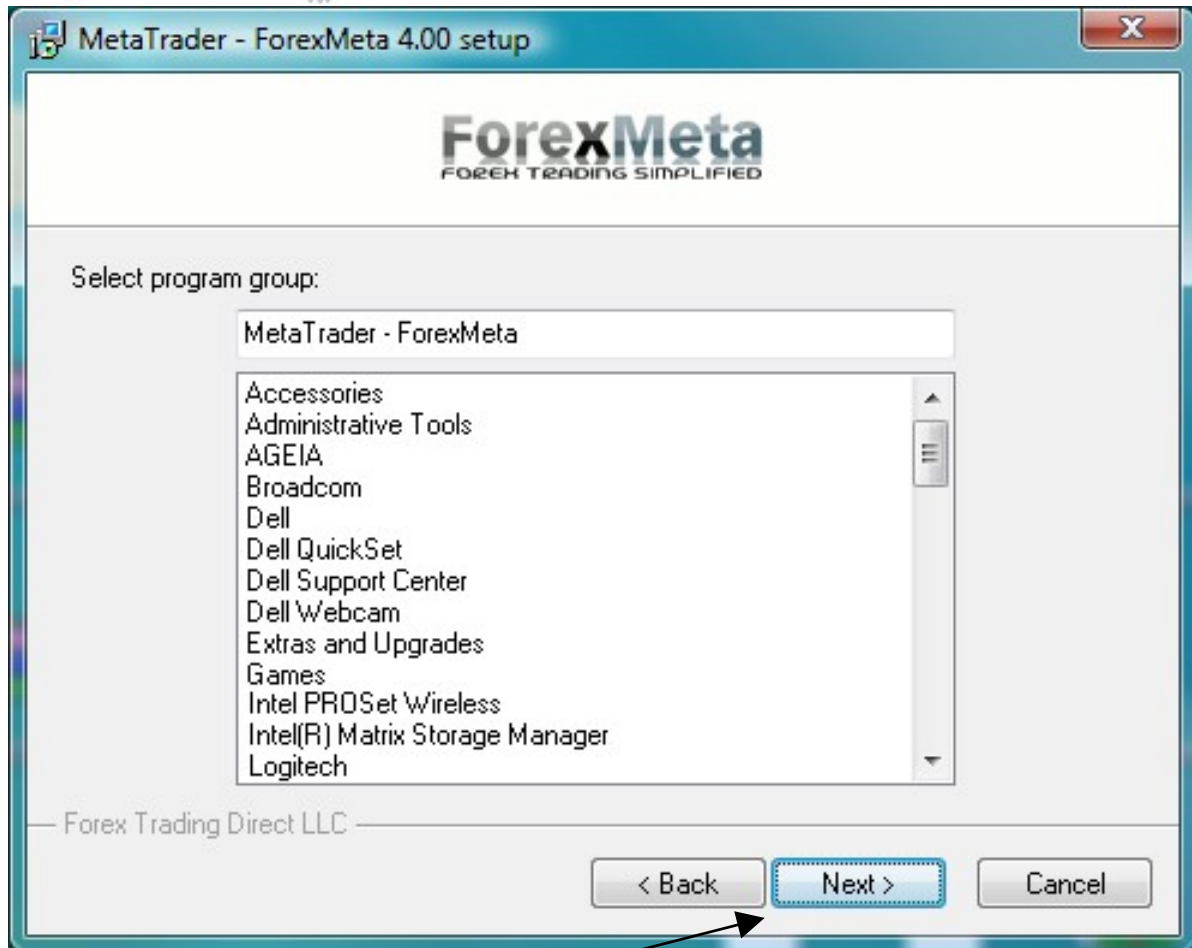 MetaTrader - ForexMeta 4.00 setup
ForexMeta
FOREX TRADING SIMPLIFIED
Select program group:
MetaTrader - ForexMeta
Accessories
Administrative Tools
AGEIA
Broadcom
Dell
Dell QuickSet
Dell Support Center
Dell Webcam
Extras and Upgrades
Games
Intel PROSet Wireless
Intel(R) Matrix Storage Manager
Logitech
Forex Trading Direct LLC
< Back Next > Cancel